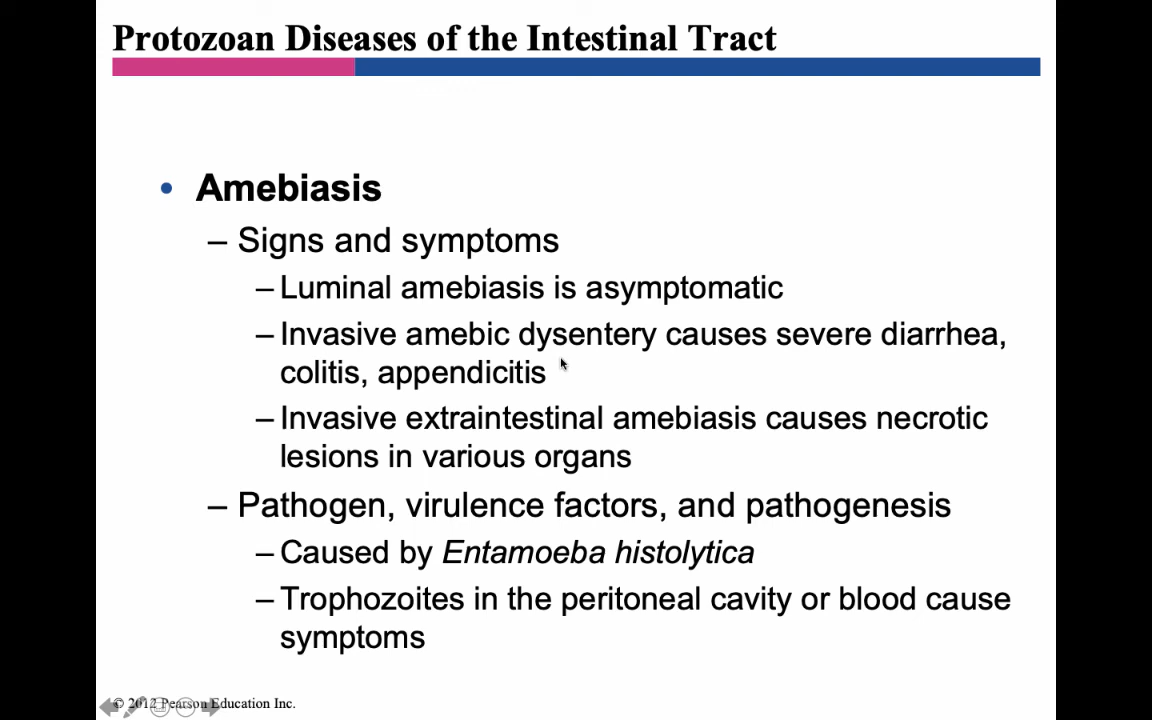 Protozoan Diseases of the Intestinal Tract
• Amebiasis
– Signs and symptoms
– Luminal amebiasis is asymptomatic
– Invasive amebic dysentery causes severe diarrhea,
colitis, appendicitis
– Invasive extraintestinal amebiasis causes necrotic
lesions in various organs
– Pathogen, virulence factors, and pathogenesis
– Caused by Entamoeba histolytica
– Trophozoites in the peritoneal cavity or blood cause
symptoms
© 2012 Pearson Education Inc.